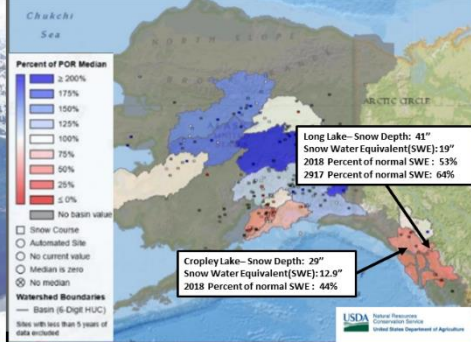 Chukchi
Sea
NORTH SLOPE
ARCTIC CIRCLE
Percent of POR Median
≥ 200%
175%
150%
125%
100%
75%
50%
25%
≤ 0%
No basin value
Snow Course
Automated Site
No current value
Median is zero
No median
Watershed Boundaries
Basin (6-Digit HUC)
Sites with less than 5 years of
data excluded
Long Lake– Snow Depth: 41"
Snow Water Equivalent(SWE): 19"
2018 Percent of normal SWE : 53%
2917 Percent of normal SWE: 64%
Cropley Lake– Snow Depth: 29"
Snow Water Equivalent(SWE): 12.9"
2018 Percent of normal SWE : 44%
USDA
Natural Resources
Conservation Service
United States Department of Agriculture